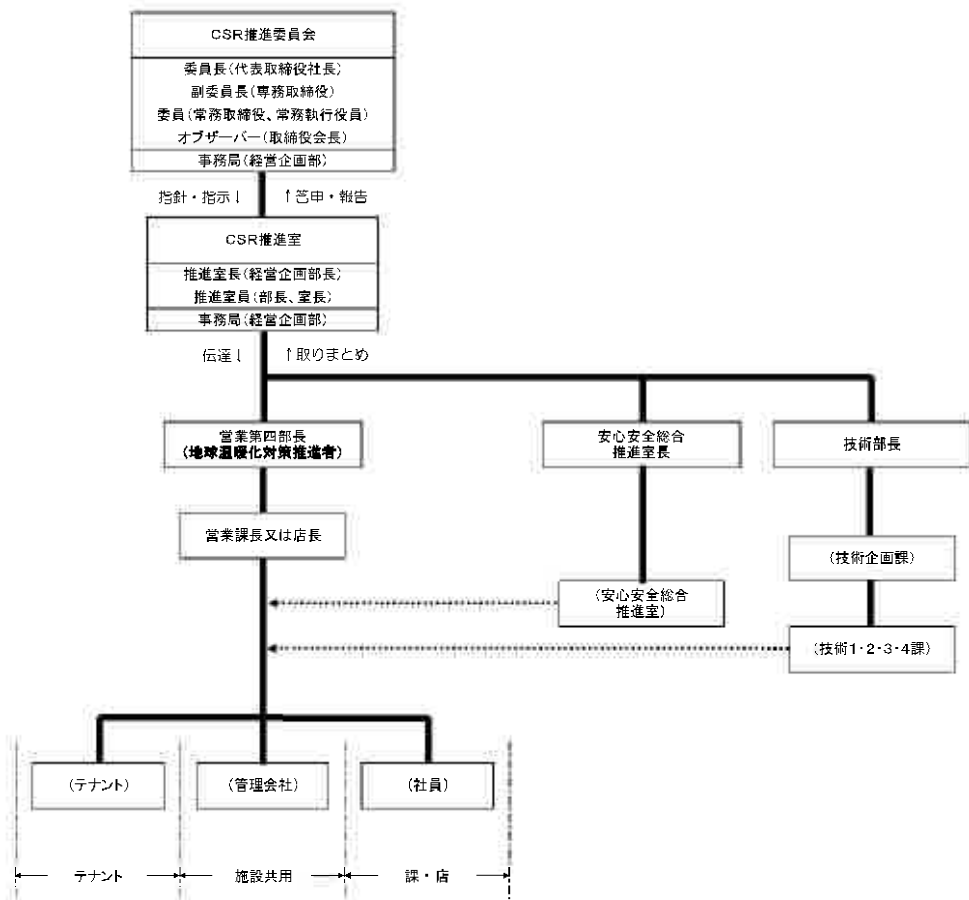 CSR推進委員会
委員長(代表取締役社長)
副委員長(専務取締役)
委員(常務取締役、常務執行役員)
オブザーバー(取締役会長)
事務局(経営企画部)
指針・指示↓ ↑答申・報告
CSR推進室
推進室長(経営企画部長)
推進室員(部長、室長)
事務局(経営企画部)
伝達↓ ↑取りまとめ
営業第四部長
(地球温暖化対策推進者)
安心安全総合
推進室長
技術部長
営業課長又は店長
(技術企画課)
(安心安全総合
推進室)
(技術1・2・3・4課)
(テナント)
(管理会社)
(社員)
テナント
施設共用
課・店